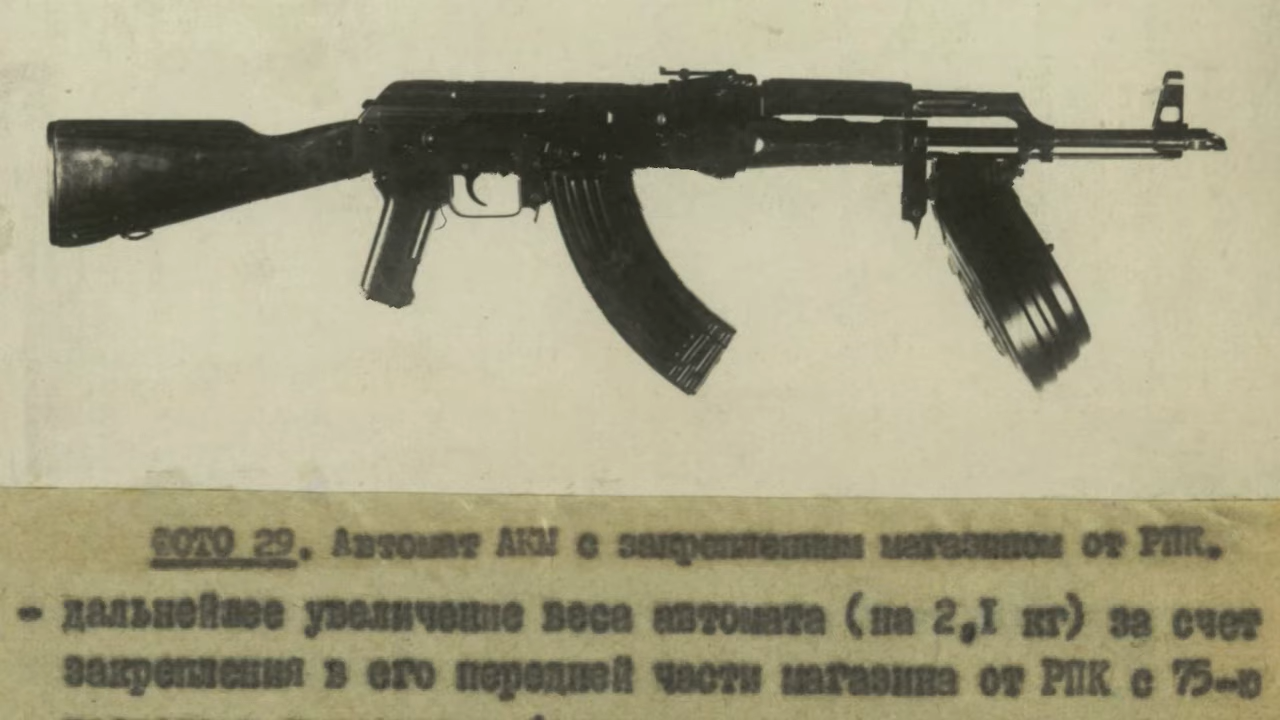 ФОТО 29. Автомат АКМ с закрепленным магазином от РПК.
- дальнейшее увеличение веса автомата (на 2,I кг) за счет
закрепления в его передней части магазина от РПК с 75-ю